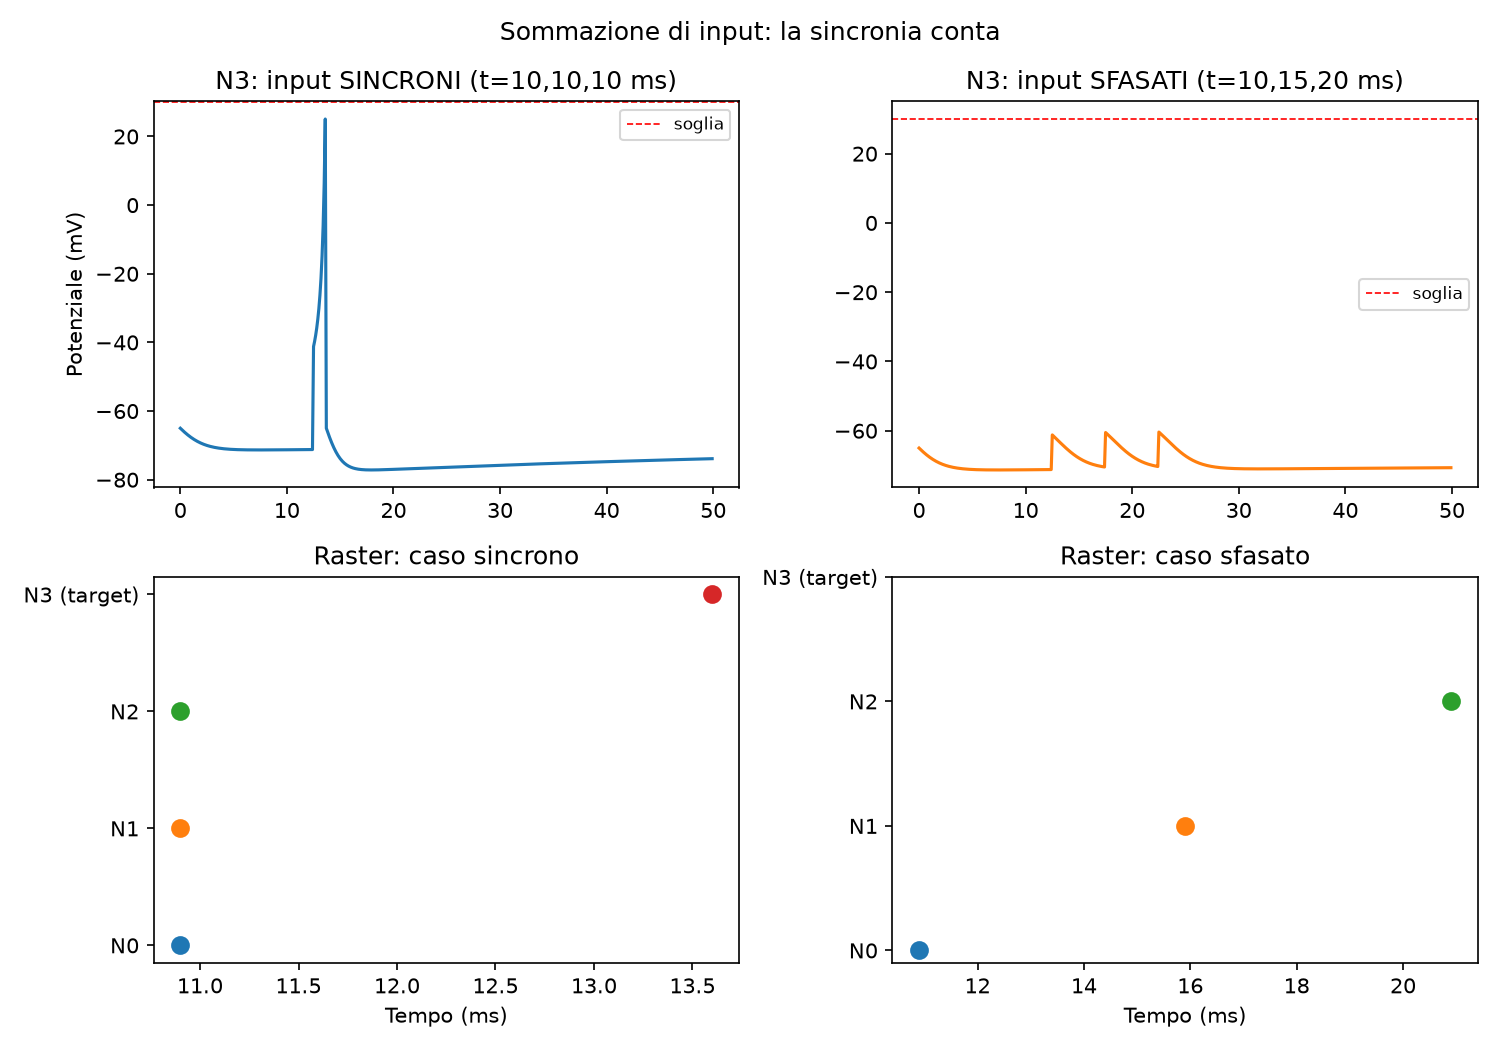 Sommazione di input: la sincronia conta
N3: input SINCRONI (t=10,10,10 ms)
Potenziale (mV)
20
0
−20
−40
−60
−80
soglia
0 10 20 30 40 50
N3: input SFASATI (t=10,15,20 ms)
20
0
−20
−40
−60
soglia
0 10 20 30 40 50
Raster: caso sincrono
N3 (target)
N2
N1
N0
11.0 11.5 12.0 12.5 13.0 13.5
Tempo (ms)
Raster: caso sfasato
N3 (target)
N2
N1
N0
12 14 16 18 20
Tempo (ms)